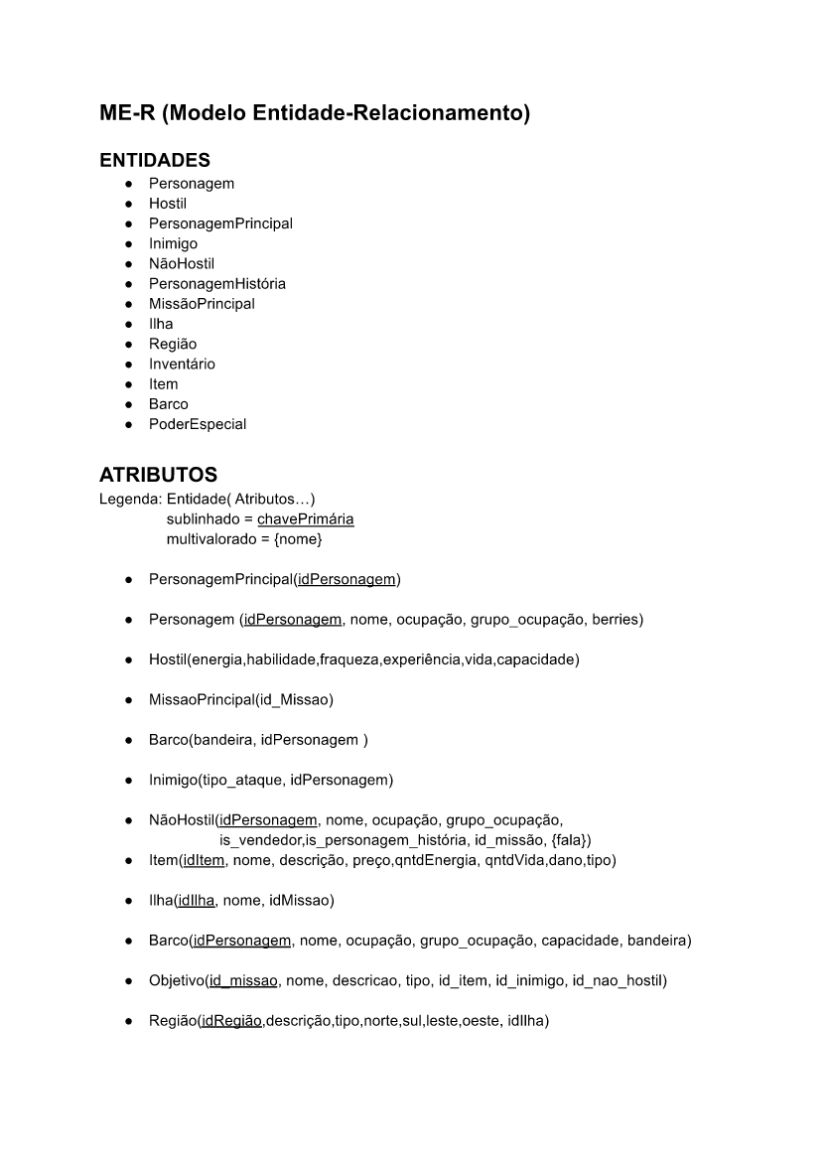 ME-R (Modelo Entidade-Relacionamento)
ENTIDADES
● Personagem
● Hostil
● PersonagemPrincipal
● Inimigo
● NãoHostil
● PersonagemHistória
● MissãoPrincipal
● Ilha
● Região
● Inventário
● Item
● Barco
● PoderEspecial
ATRIBUTOS
Legenda: Entidade( Atributos…)
sublinhado = chavePrimária
multivalorado = {nome}
● PersonagemPrincipal(idPersonagem)
● Personagem (idPersonagem, nome, ocupação, grupo_ocupação, berries)
● Hostil(energia,habilidade,fraqueza,experiência,vida,capacidade)
● MissaoPrincipal(id_Missao)
● Barco(bandeira, idPersonagem )
● Inimigo(tipo_ataque, idPersonagem)
● NãoHostil(idPersonagem, nome, ocupação, grupo_ocupação,
is_vendedor,is_personagem_história, id_missão, {fala})
● Item(idItem, nome, descrição, preço,qntdEnergia, qntdVida,dano,tipo)
● Ilha(idIlha, nome, idMissao)
● Barco(idPersonagem, nome, ocupação, grupo_ocupação, capacidade, bandeira)
● Objetivo(id_missao, nome, descricao, tipo, id_item, id_inimigo, id_nao_hostil)
● Região(idRegião,descrição,tipo,norte,sul,leste,oeste, idIlha)